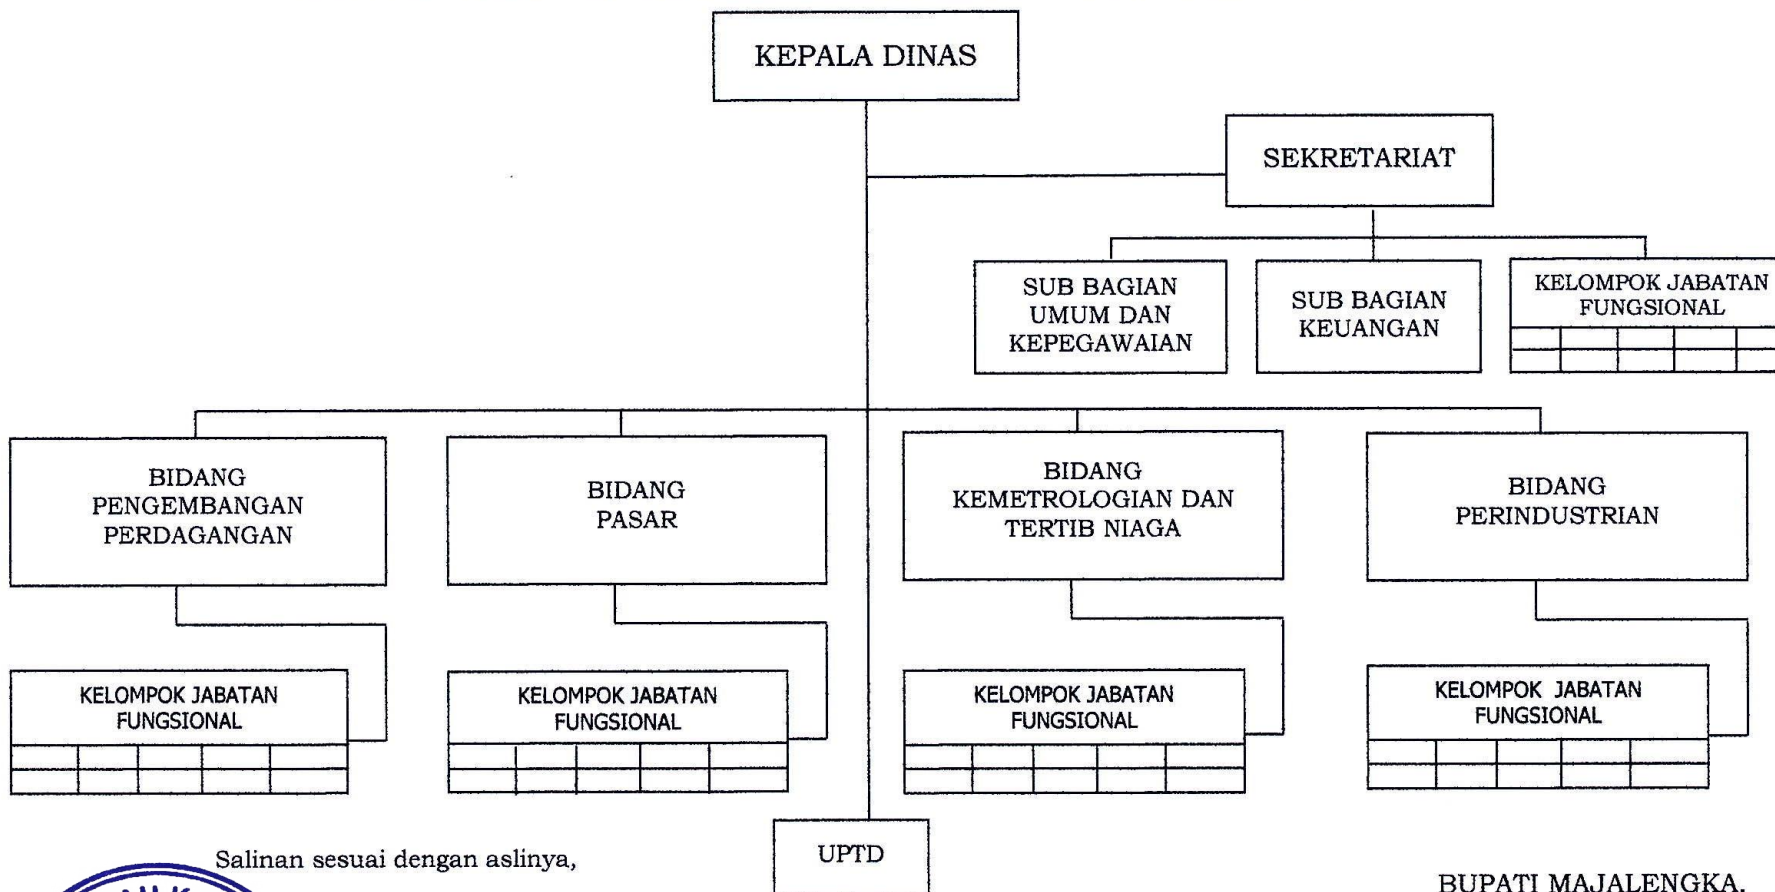 KEPALA DINAS
SEKRETARIAT
SUB BAGIAN
UMUM DAN
KEPEGAWAIAN
SUB BAGIAN
KEUANGAN
KELOMPOK JABATAN
FUNGSIONAL
BIDANG
PENGEMBANGAN
PERDAGANGAN
BIDANG
PASAR
BIDANG
KEMETROLOGIAN DAN
TERTIB NIAGA
BIDANG
PERINDUSTRIAN
KELOMPOK JABATAN
FUNGSIONAL
KELOMPOK JABATAN
FUNGSIONAL
KELOMPOK JABATAN
FUNGSIONAL
KELOMPOK JABATAN
FUNGSIONAL
UPTD
Salinan sesuai dengan aslinya,
BUPATI MAJALENGKA,